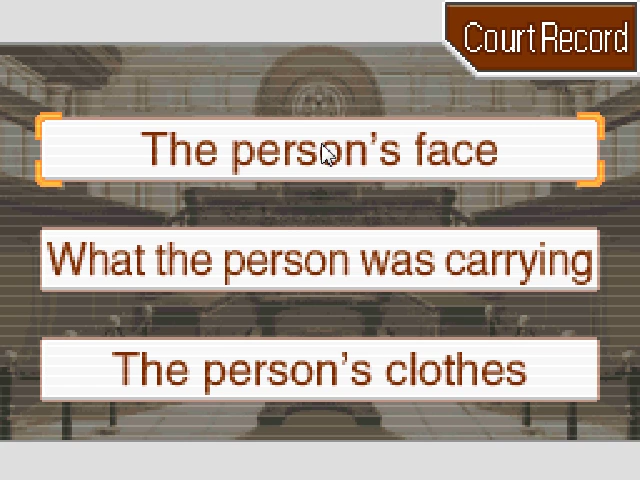 Court Record
The person's face
What the person was carrying
The person's clothes